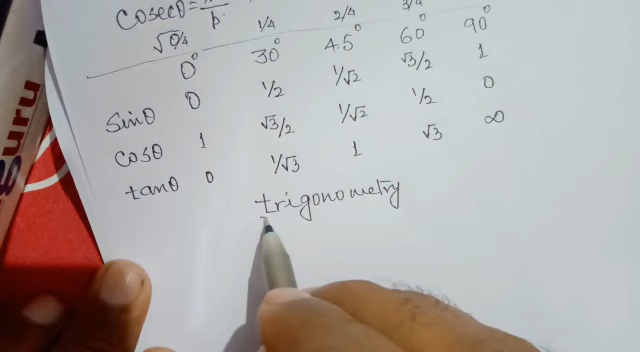 Cosecθ =
p.
√0/4 1/4 2/4 3/4
0° 30° 45° 60° 90°
sinθ 0 1/2 1/√2 √3/2 1
cosθ 1 √3/2 1/√2 1/2 0
tanθ 0 1/√3 1 √3 ∞
trigonometry
Guru